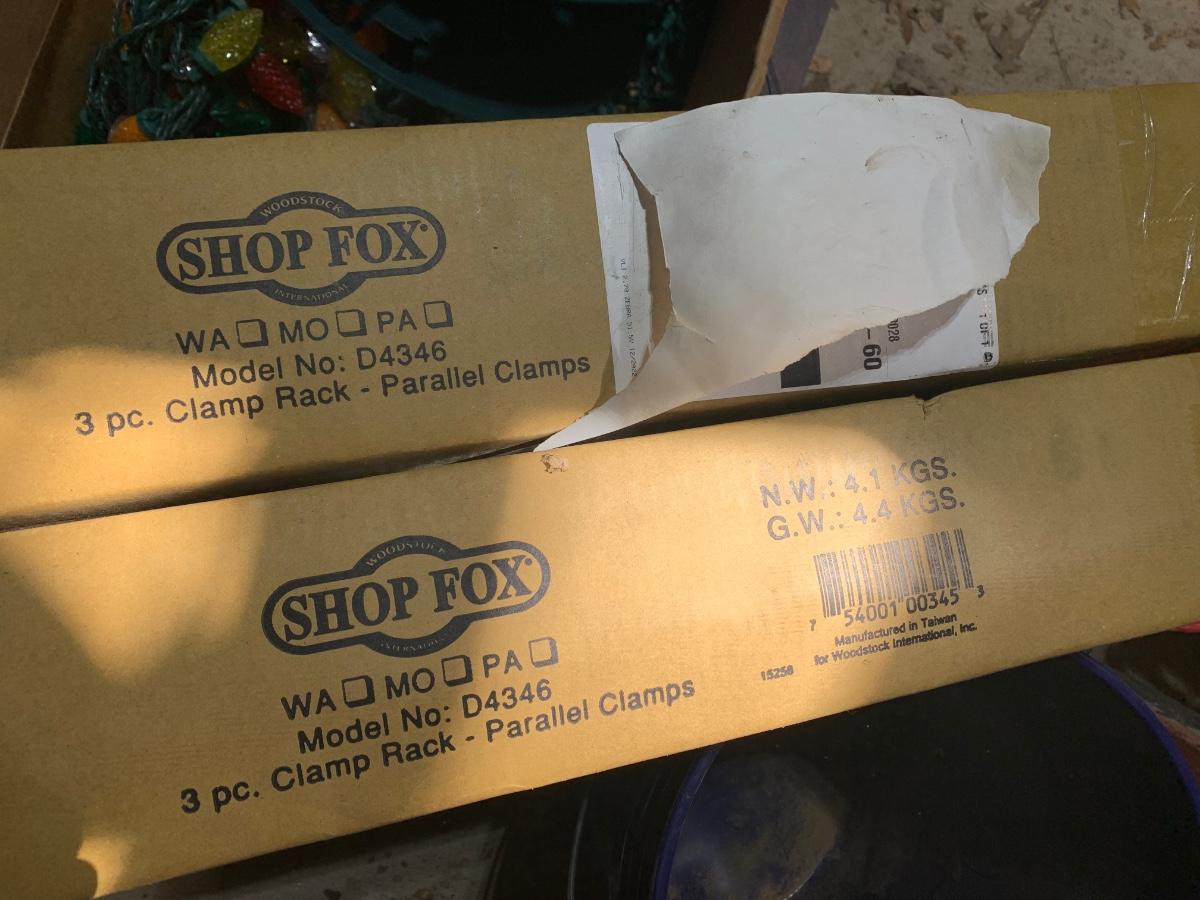 WOODSTOCK
SHOP FOX
INTERNATIONAL
WA MO PA
Model No: D4346
3 pc. Clamp Rack - Parallel Clamps
-60
WOODSTOCK
SHOP FOX
INTERNATIONAL
WA MO PA
Model No: D4346
3 pc. Clamp Rack - Parallel Clamps
N.W.: 4.1 KGS.
G.W.: 4.4 KGS.
7 54001 00345 3
Manufactured in Taiwan
for Woodstock International, Inc.
15258